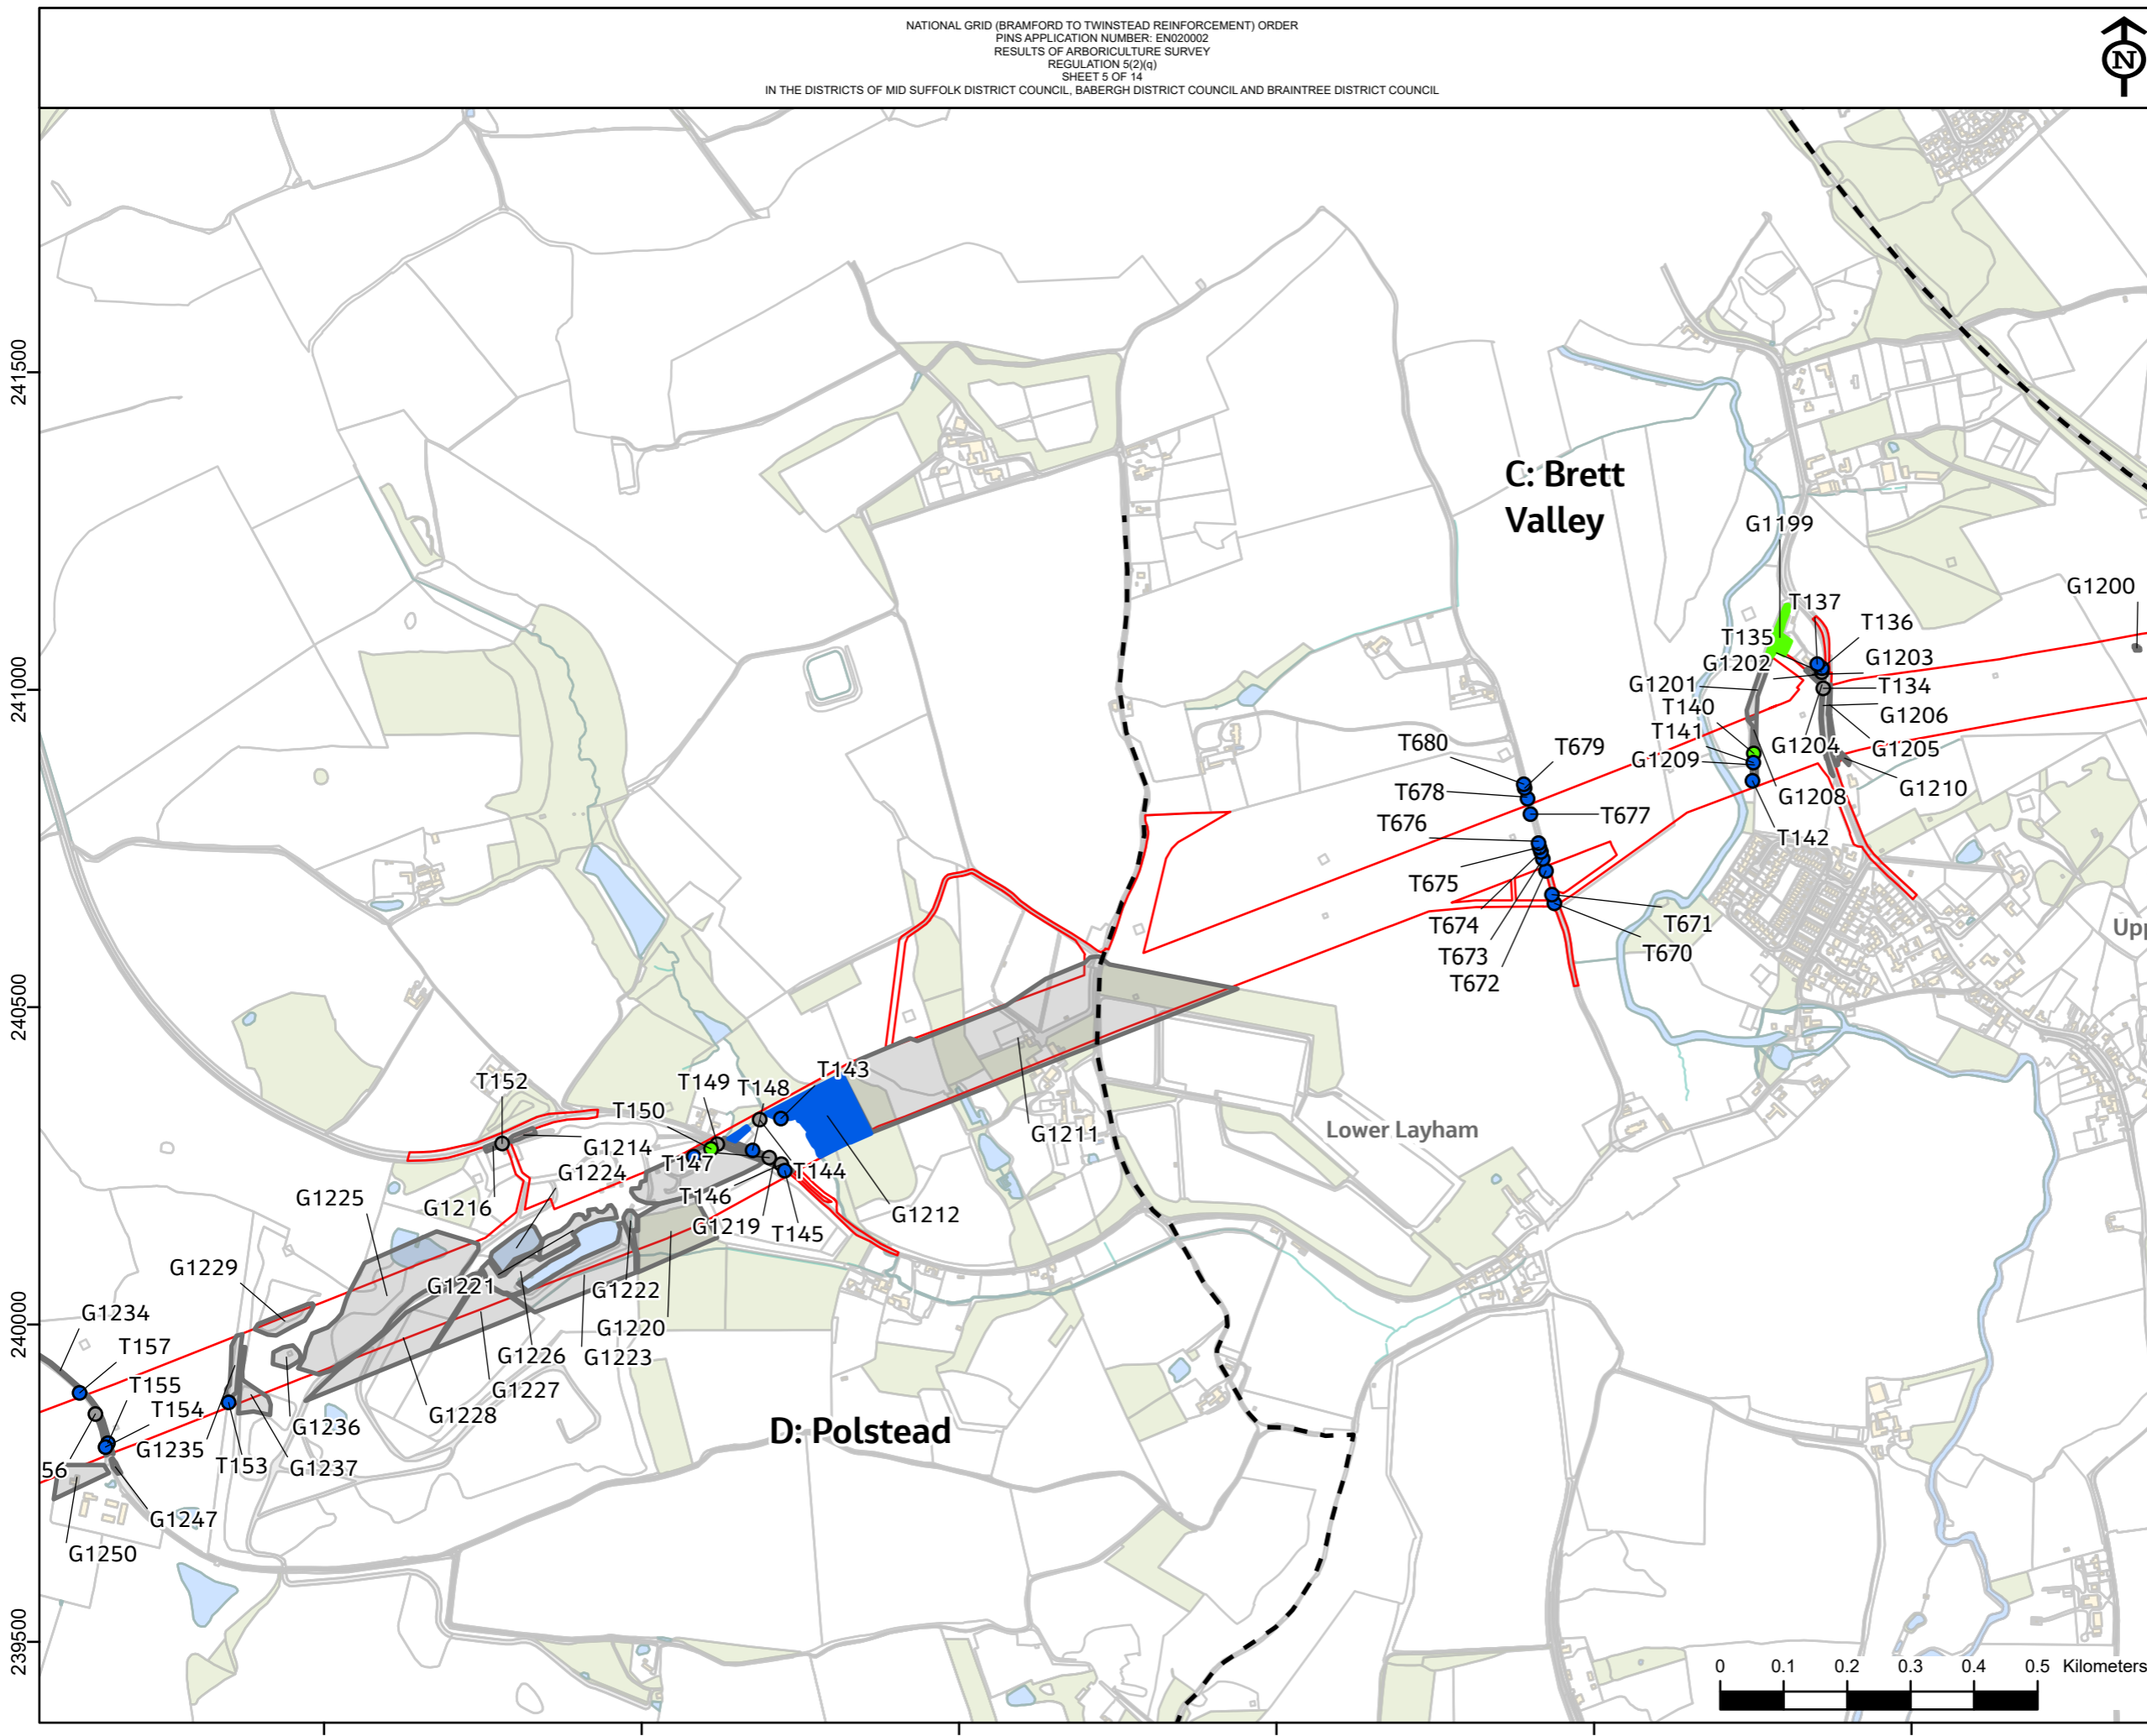 NATIONAL GRID (BRAMFORD TO TWINSTEAD REINFORCEMENT) ORDER
PINS APPLICATION NUMBER: EN020002
RESULTS OF ARBORICULTURE SURVEY
REGULATION 5(2)(q)
SHEET 5 OF 14
IN THE DISTRICTS OF MID SUFFOLK DISTRICT COUNCIL, BABERGH DISTRICT COUNCIL AND BRAINTREE DISTRICT COUNCIL
N
241500
C: Brett
Valley
G1199
G1200
T137
T136
T135
G1203
G1202
G1201
T134
241000
T140
G1206
T141
G1204
G1205
G1209
T680
T679
G1210
T678
G1208
T677
T676
T142
T675
T674
T671
Upp
T673
T670
T672
240500
T143
T152
T149
T148
T150
G1211
Lower Layham
G1214
G1224
T147
T144
G1225
T146
G1216
G1219
T145
G1212
G1229
G1221
G1222
G1234
G1220
T157
G1226
G1223
240000
T155
G1227
T154
G1228
G1236
D: Polstead
G1235
56
T153
G1237
G1247
G1250
239500
0 0.1 0.2 0.3 0.4 0.5 Kilometers